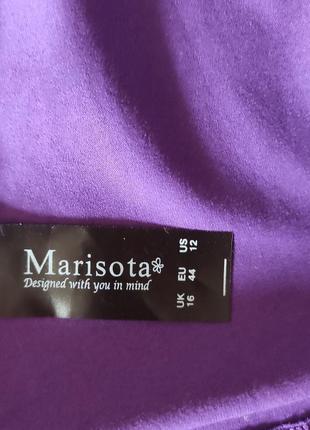 Marisota
Designed with you in mind
UK EU US
16 44 12